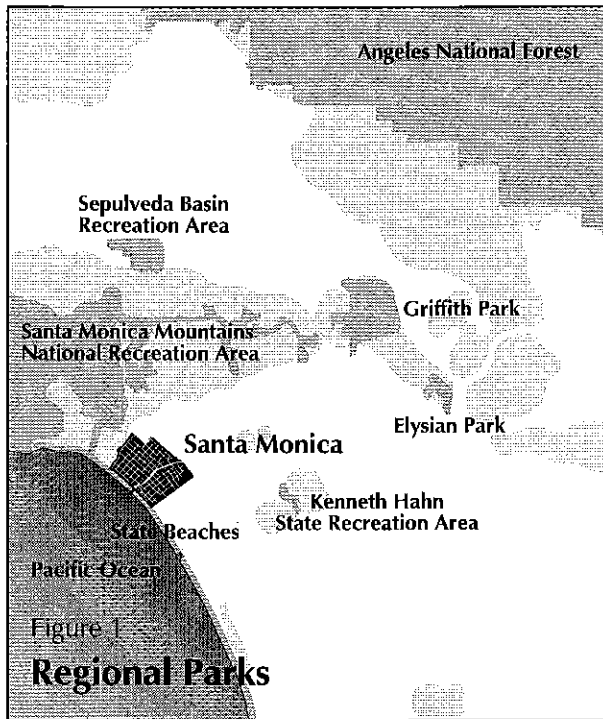 Angeles National Forest
Sepulveda Basin
Recreation Area
Griffith Park
Santa Monica Mountains
National Recreation Area
Elysian Park
Santa Monica
Kenneth Hahn
State Recreation Area
State Beaches
Pacific Ocean
Figure 1
Regional Parks